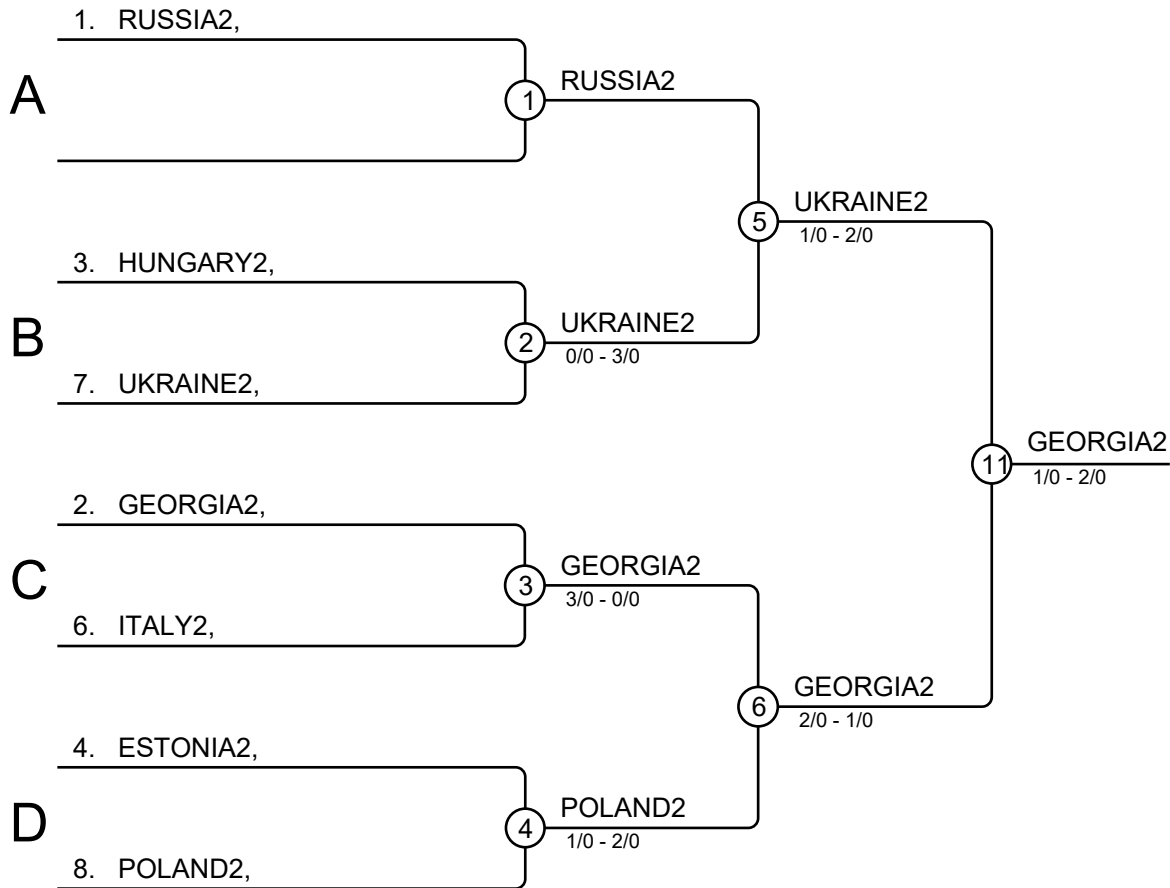 1. RUSSIA2,
A
1
RUSSIA2
5
UKRAINE2
1/0 - 2/0
3. HUNGARY2,
B
2
UKRAINE2
0/0 - 3/0
7. UKRAINE2,
11
GEORGIA2
1/0 - 2/0
2. GEORGIA2,
C
3
GEORGIA2
3/0 - 0/0
6. ITALY2,
6
GEORGIA2
2/0 - 1/0
4. ESTONIA2,
D
4
POLAND2
1/0 - 2/0
8. POLAND2,